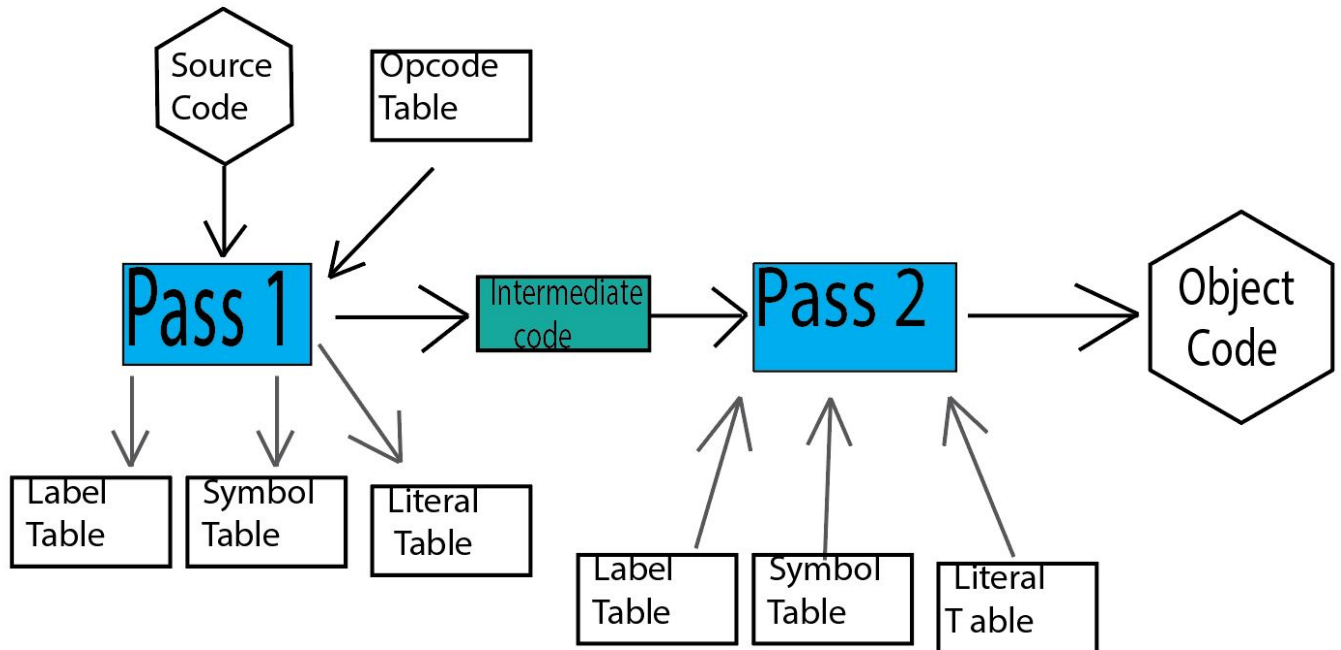 Source
Code
Opcode
Table
Pass 1
Intermediate
code
Pass 2
Object
Code
Label
Table
Symbol
Table
Literal
Table
Label
Table
Symbol
Table
Literal
T able